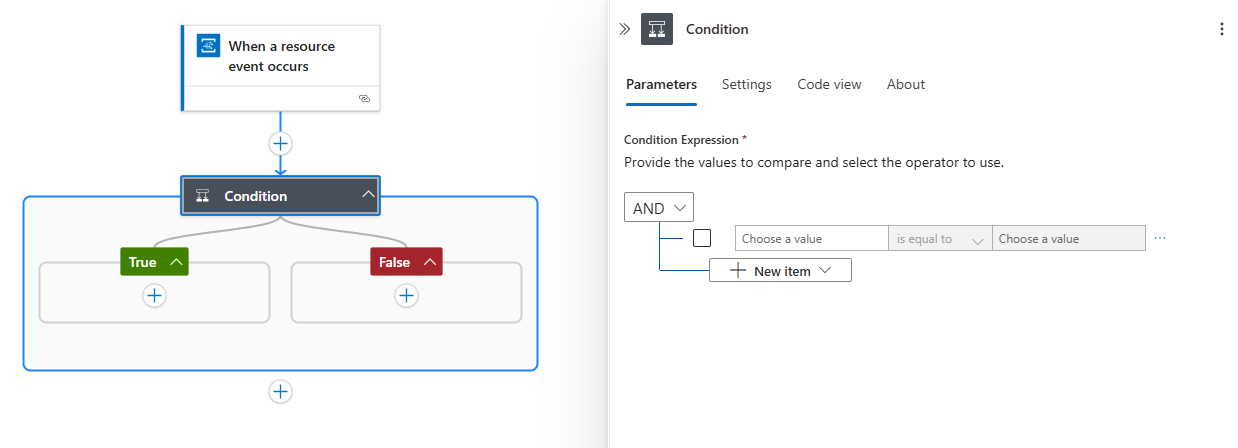 When a resource
event occurs
Condition
True
False
Condition
Parameters
Settings
Code view
About
Condition Expression *
Provide the values to compare and select the operator to use.
AND
Choose a value
is equal to
Choose a value
New item